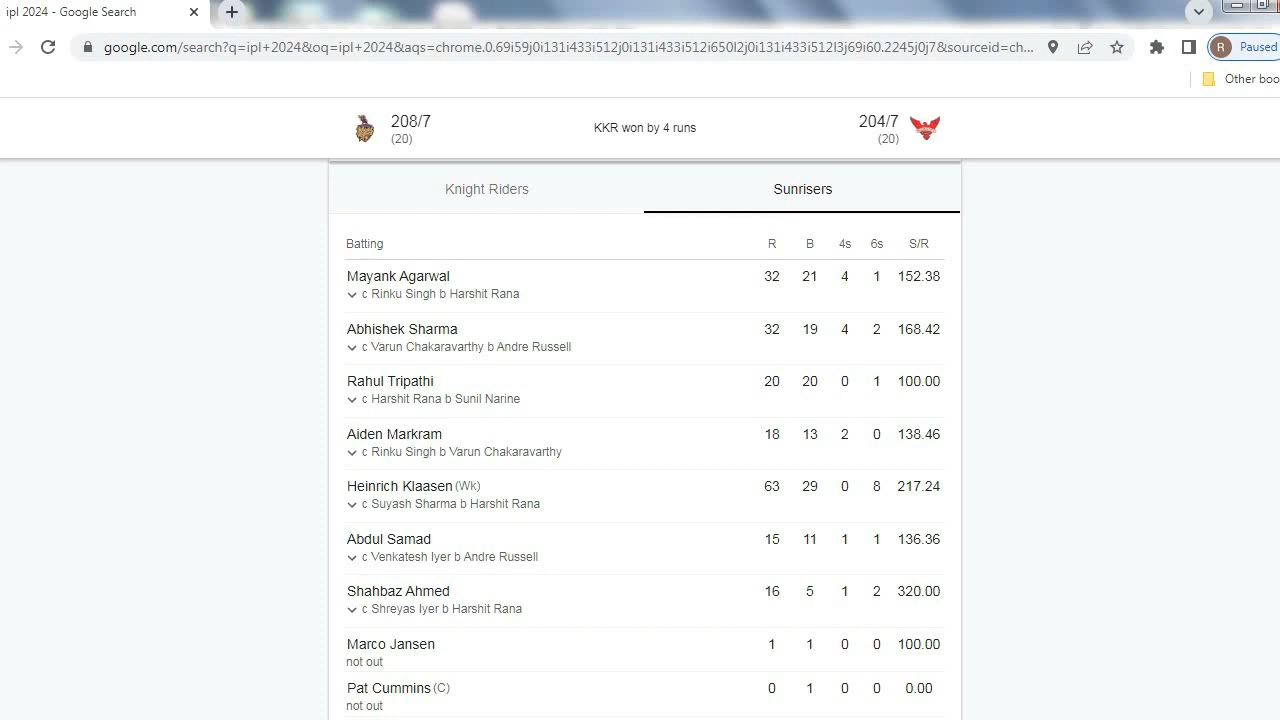 ipl 2024 - Google Search
google.com/search?q=ipl+2024&oq=ipl+2024&aqs=chrome.0.69i59j0i131i433i512j0i131i433i512l6j0l2j0i131i433i512l3j69i60.2245j0j7&sourceid=ch...
R Paused
Other boo
208/7 204/7
(20) KKR won by 4 runs (20)
Knight Riders Sunrisers
Batting R B 4s 6s S/R
Mayank Agarwal 32 21 4 1 152.38
c Rinku Singh b Harshit Rana
Abhishek Sharma 32 19 4 2 168.42
c Varun Chakaravarthy b Andre Russell
Rahul Tripathi 20 20 0 1 100.00
c Harshit Rana b Sunil Narine
Aiden Markram 18 13 2 0 138.46
c Rinku Singh b Varun Chakaravarthy
Heinrich Klaasen (Wk) 63 29 0 8 217.24
c Suyash Sharma b Harshit Rana
Abdul Samad 15 11 1 1 136.36
c Venkatesh Iyer b Andre Russell
Shahbaz Ahmed 16 5 1 2 320.00
c Shreyas Iyer b Harshit Rana
Marco Jansen 1 1 0 0 100.00
not out
Pat Cummins (C) 0 1 0 0 0.00
not out